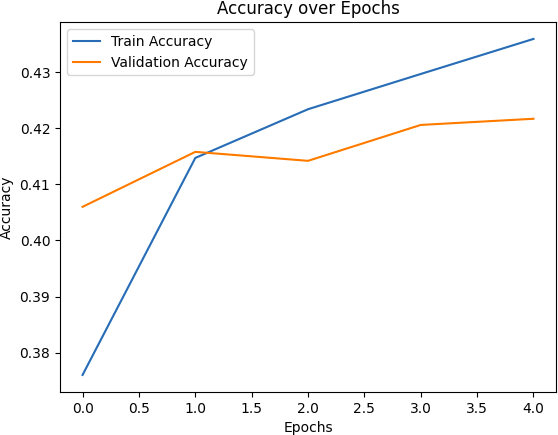 Accuracy over Epochs
Train Accuracy
Validation Accuracy
0.43
0.42
0.41
0.40
0.39
0.38
Accuracy
0.0 0.5 1.0 1.5 2.0 2.5 3.0 3.5 4.0
Epochs